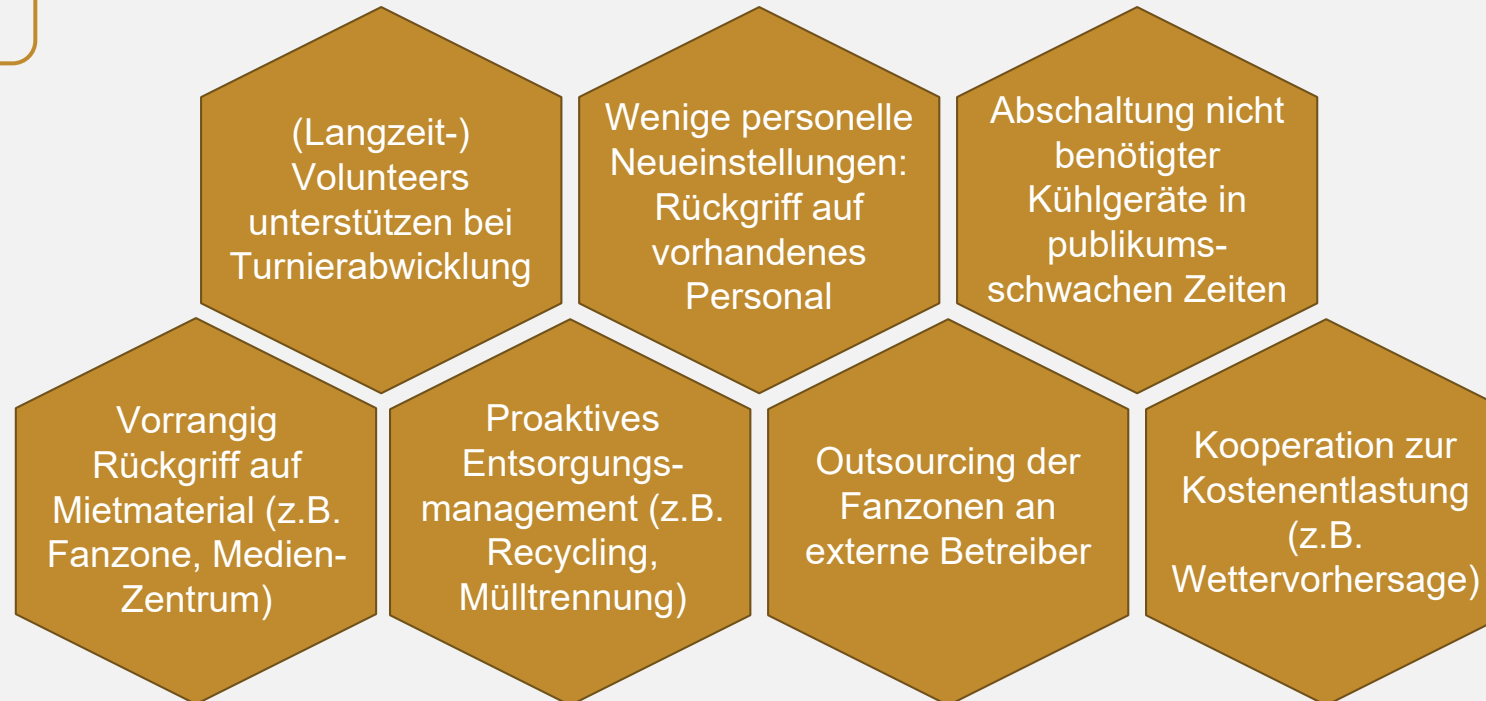 (Langzeit-)
Volunteers
unterstützen bei
Turnierabwicklung
Wenige personelle
Neueinstellungen:
Rückgriff auf
vorhandenes
Personal
Abschaltung nicht
benötigter
Kühlgeräte in
publikums-
schwachen Zeiten
Vorrangig
Rückgriff auf
Mietmaterial (z.B.
Fanzone, Medien-
Zentrum)
Proaktives
Entsorgungs-
management (z.B.
Recycling,
Mülltrennung)
Outsourcing der
Fanzonen an
externe Betreiber
Kooperation zur
Kostenentlastung
(z.B.
Wettervorhersage)